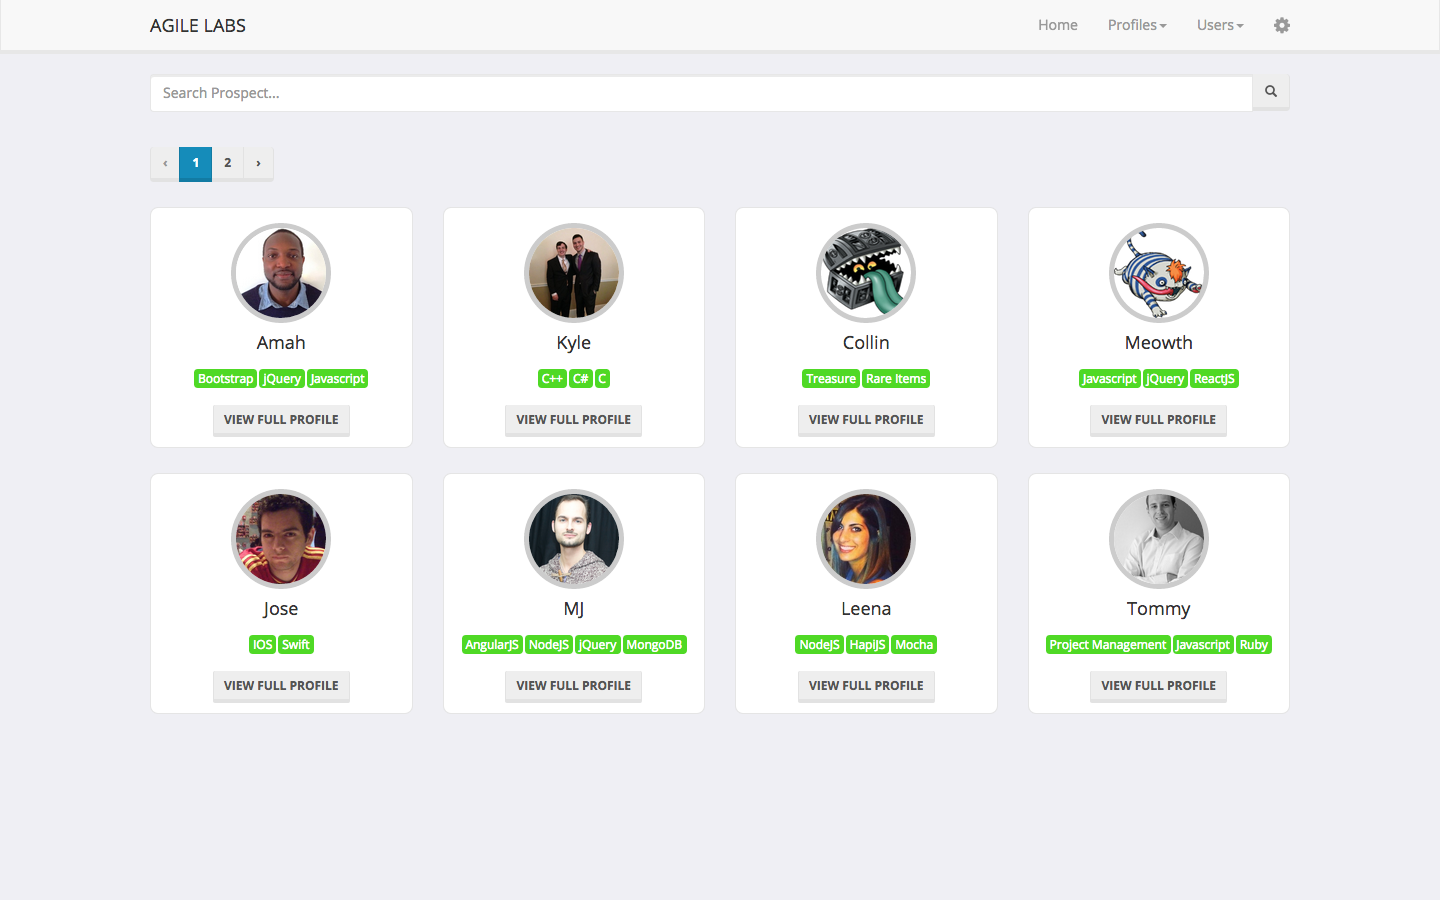 AGILE LABS Home Profiles Users
Search Prospect...
‹ 1 2 ›
Amah Kyle Collin Meowth
Bootstrap jQuery Javascript C++ C# C Treasure Rare Items Javascript jQuery ReactJS
VIEW FULL PROFILE VIEW FULL PROFILE VIEW FULL PROFILE VIEW FULL PROFILE
Jose MJ Leena Tommy
IOS Swift AngularJS NodeJS jQuery MongoDB NodeJS HapiJS Mocha Project Management Javascript Ruby
VIEW FULL PROFILE VIEW FULL PROFILE VIEW FULL PROFILE VIEW FULL PROFILE